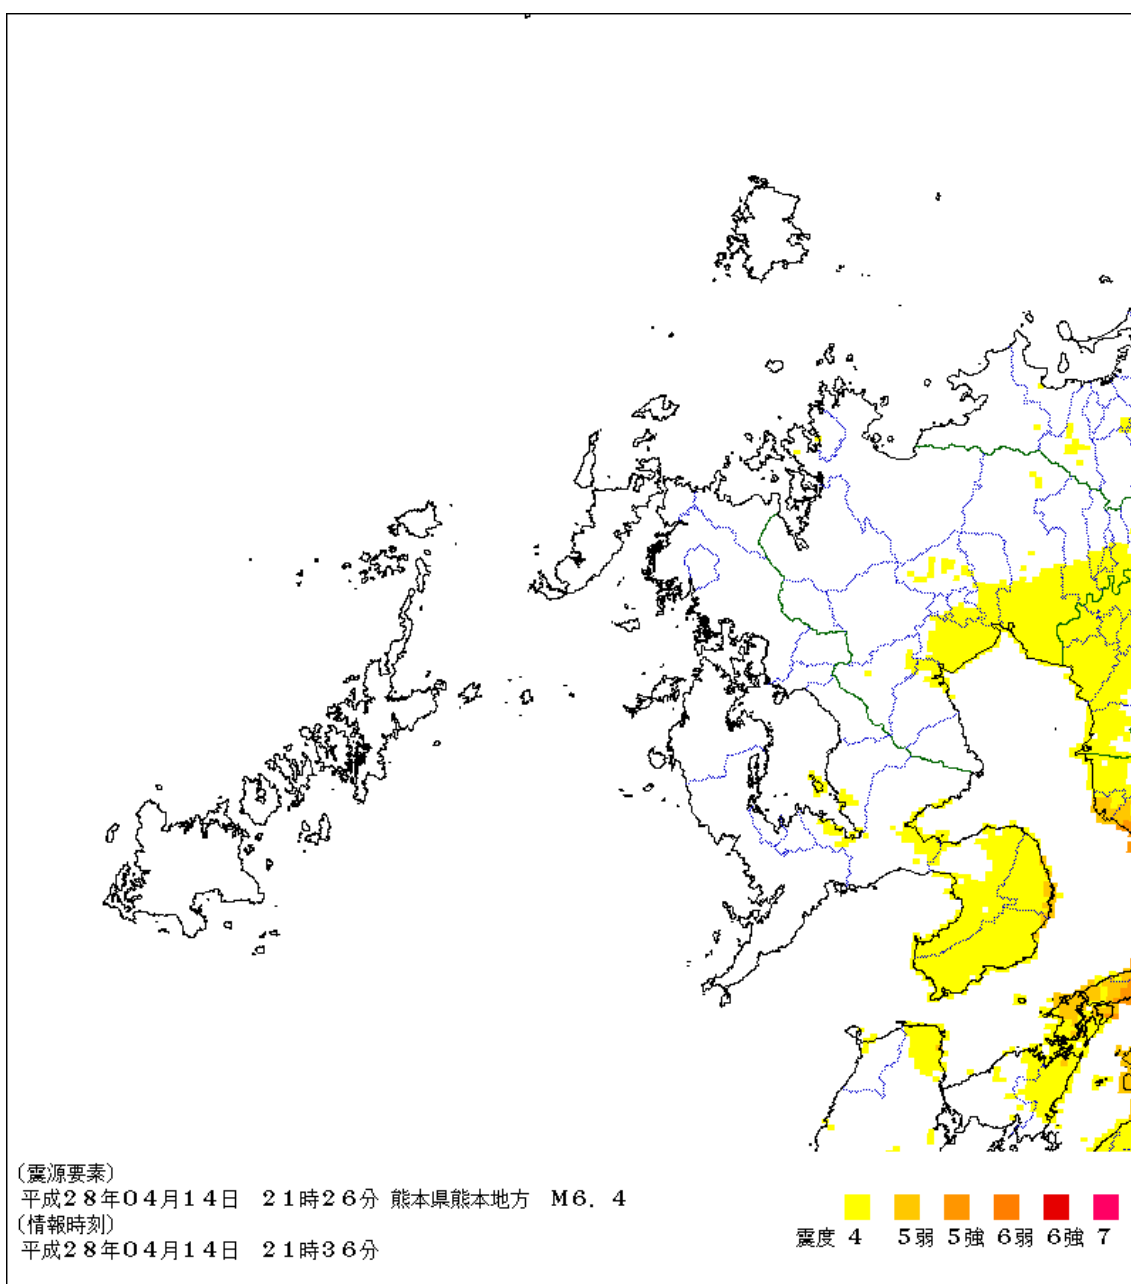 （震源要素）
平成２８年０４月１４日　２１時２６分 熊本県熊本地方　Ｍ６．４
（情報時刻）
平成２８年０４月１４日　２１時３６分
震度 ４ ５弱 ５強 ６弱 ６強 ７